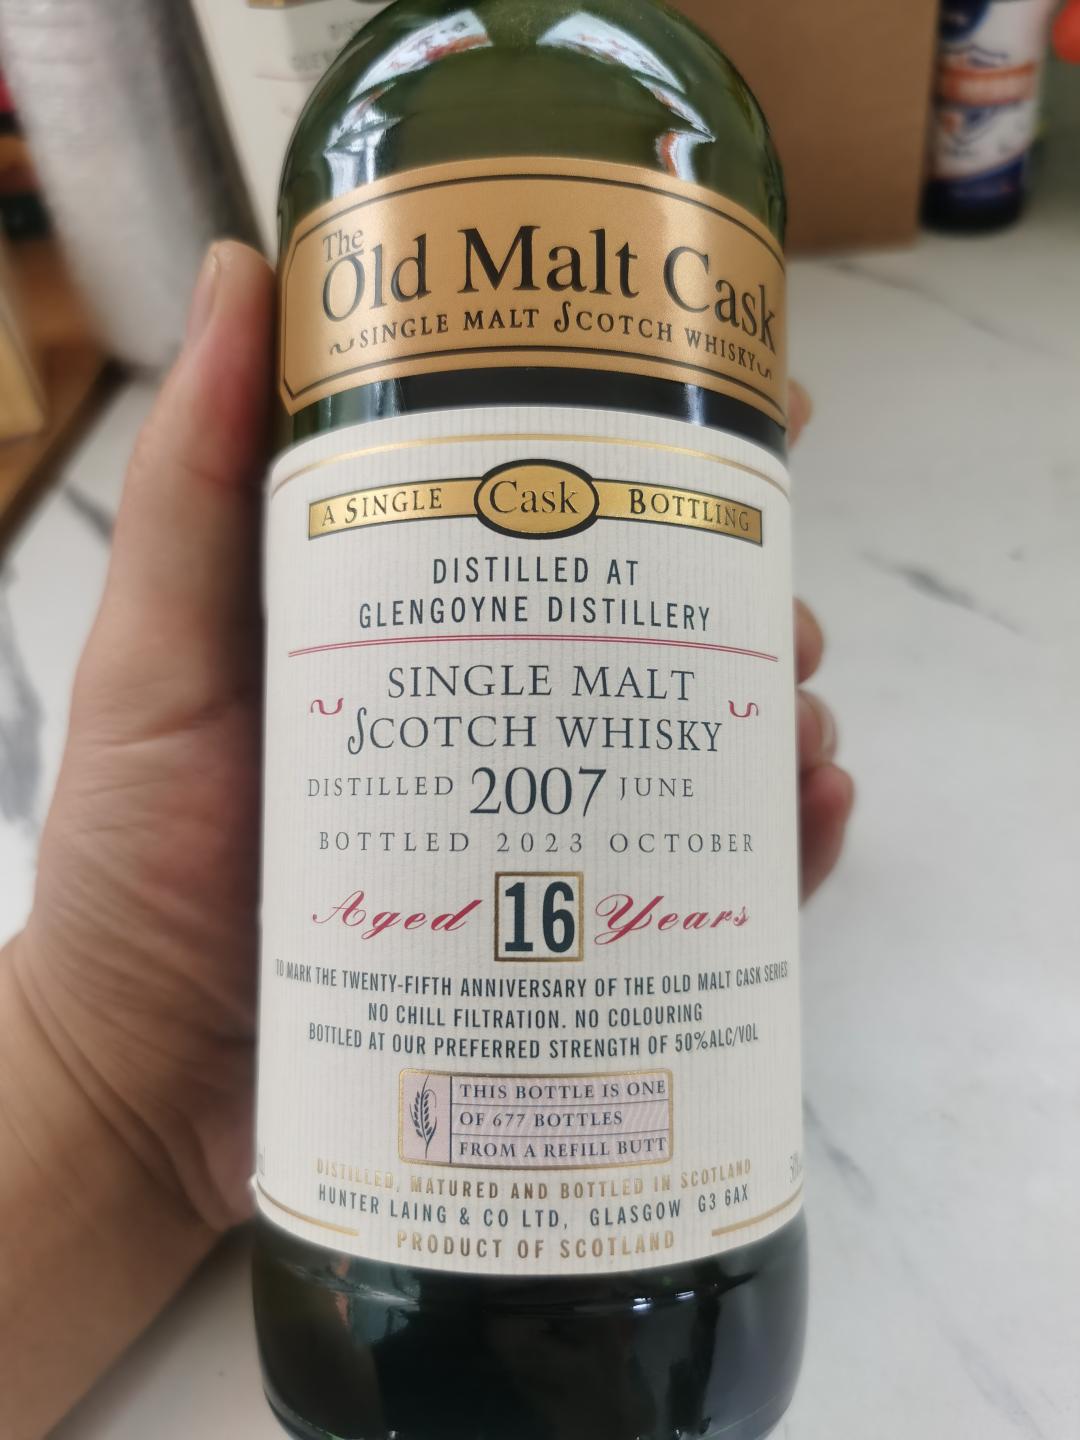 The
Old Malt Cask
SINGLE MALT SCOTCH WHISKY
A SINGLE Cask BOTTLING
DISTILLED AT
GLENGOYNE DISTILLERY
SINGLE MALT
SCOTCH WHISKY
DISTILLED 2007 JUNE
BOTTLED 2023 OCTOBER
Aged 16 Years
TO MARK THE TWENTY-FIFTH ANNIVERSARY OF THE OLD MALT CASK SERIES
NO CHILL FILTRATION. NO COLOURING
BOTTLED AT OUR PREFERRED STRENGTH OF 50%ALC/VOL
THIS BOTTLE IS ONE
OF 677 BOTTLES
FROM A REFILL BUTT
DISTILLED, MATURED AND BOTTLED IN SCOTLAND
HUNTER LAING & CO LTD, GLASGOW G3 6AX
PRODUCT OF SCOTLAND